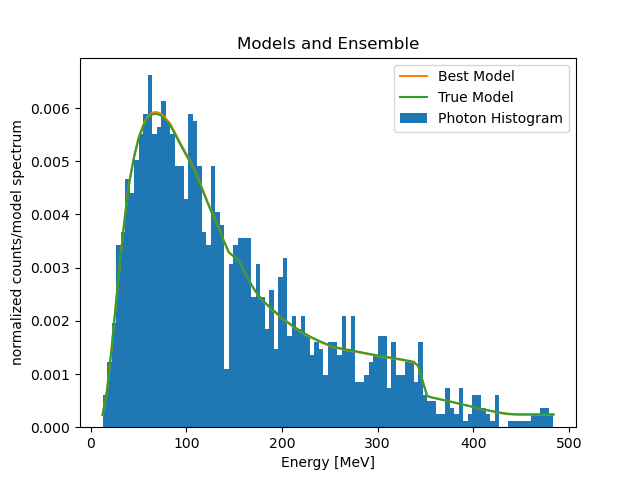 Models and Ensemble
Best Model
True Model
Photon Histogram
normalized counts/model spectrum
0.006
0.005
0.004
0.003
0.002
0.001
0.000
0
100
200
300
400
500
Energy [MeV]